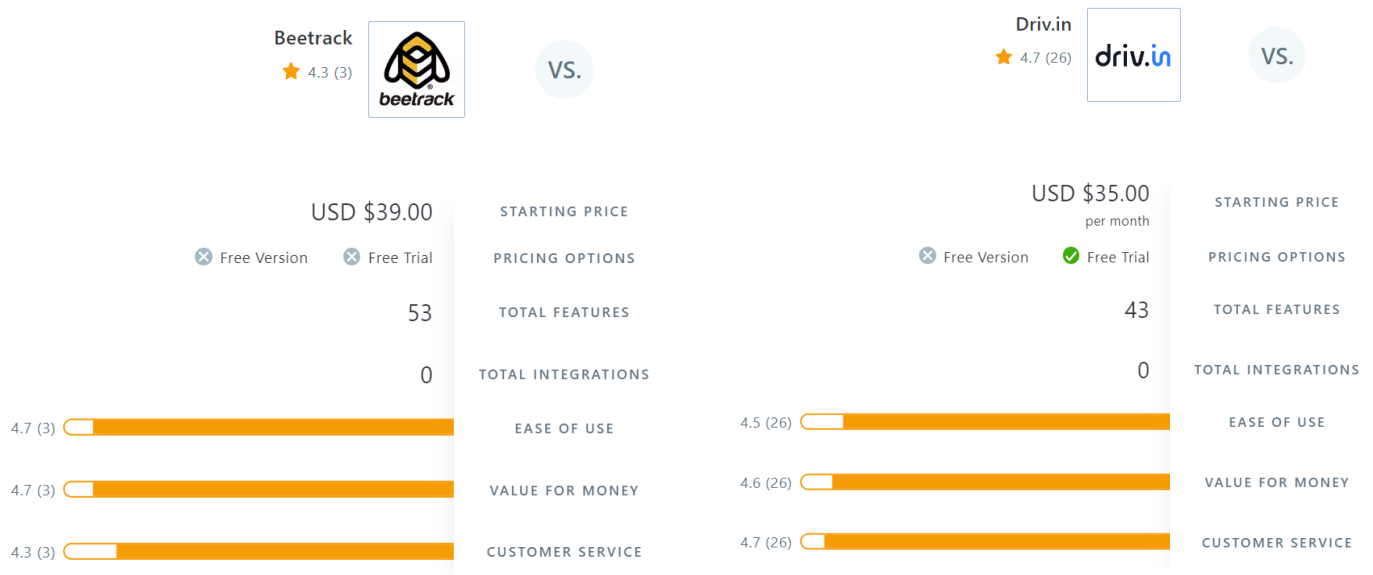 Beetrack
4.3 (3)
beetrack
VS.
USD $39.00
STARTING PRICE
Free Version
Free Trial
PRICING OPTIONS
53
TOTAL FEATURES
0
TOTAL INTEGRATIONS
4.7 (3)
EASE OF USE
4.7 (3)
VALUE FOR MONEY
4.3 (3)
CUSTOMER SERVICE
Driv.in
4.7 (26)
driv.in
VS.
USD $35.00
per month
STARTING PRICE
Free Version
Free Trial
PRICING OPTIONS
43
TOTAL FEATURES
0
TOTAL INTEGRATIONS
4.5 (26)
EASE OF USE
4.6 (26)
VALUE FOR MONEY
4.7 (26)
CUSTOMER SERVICE